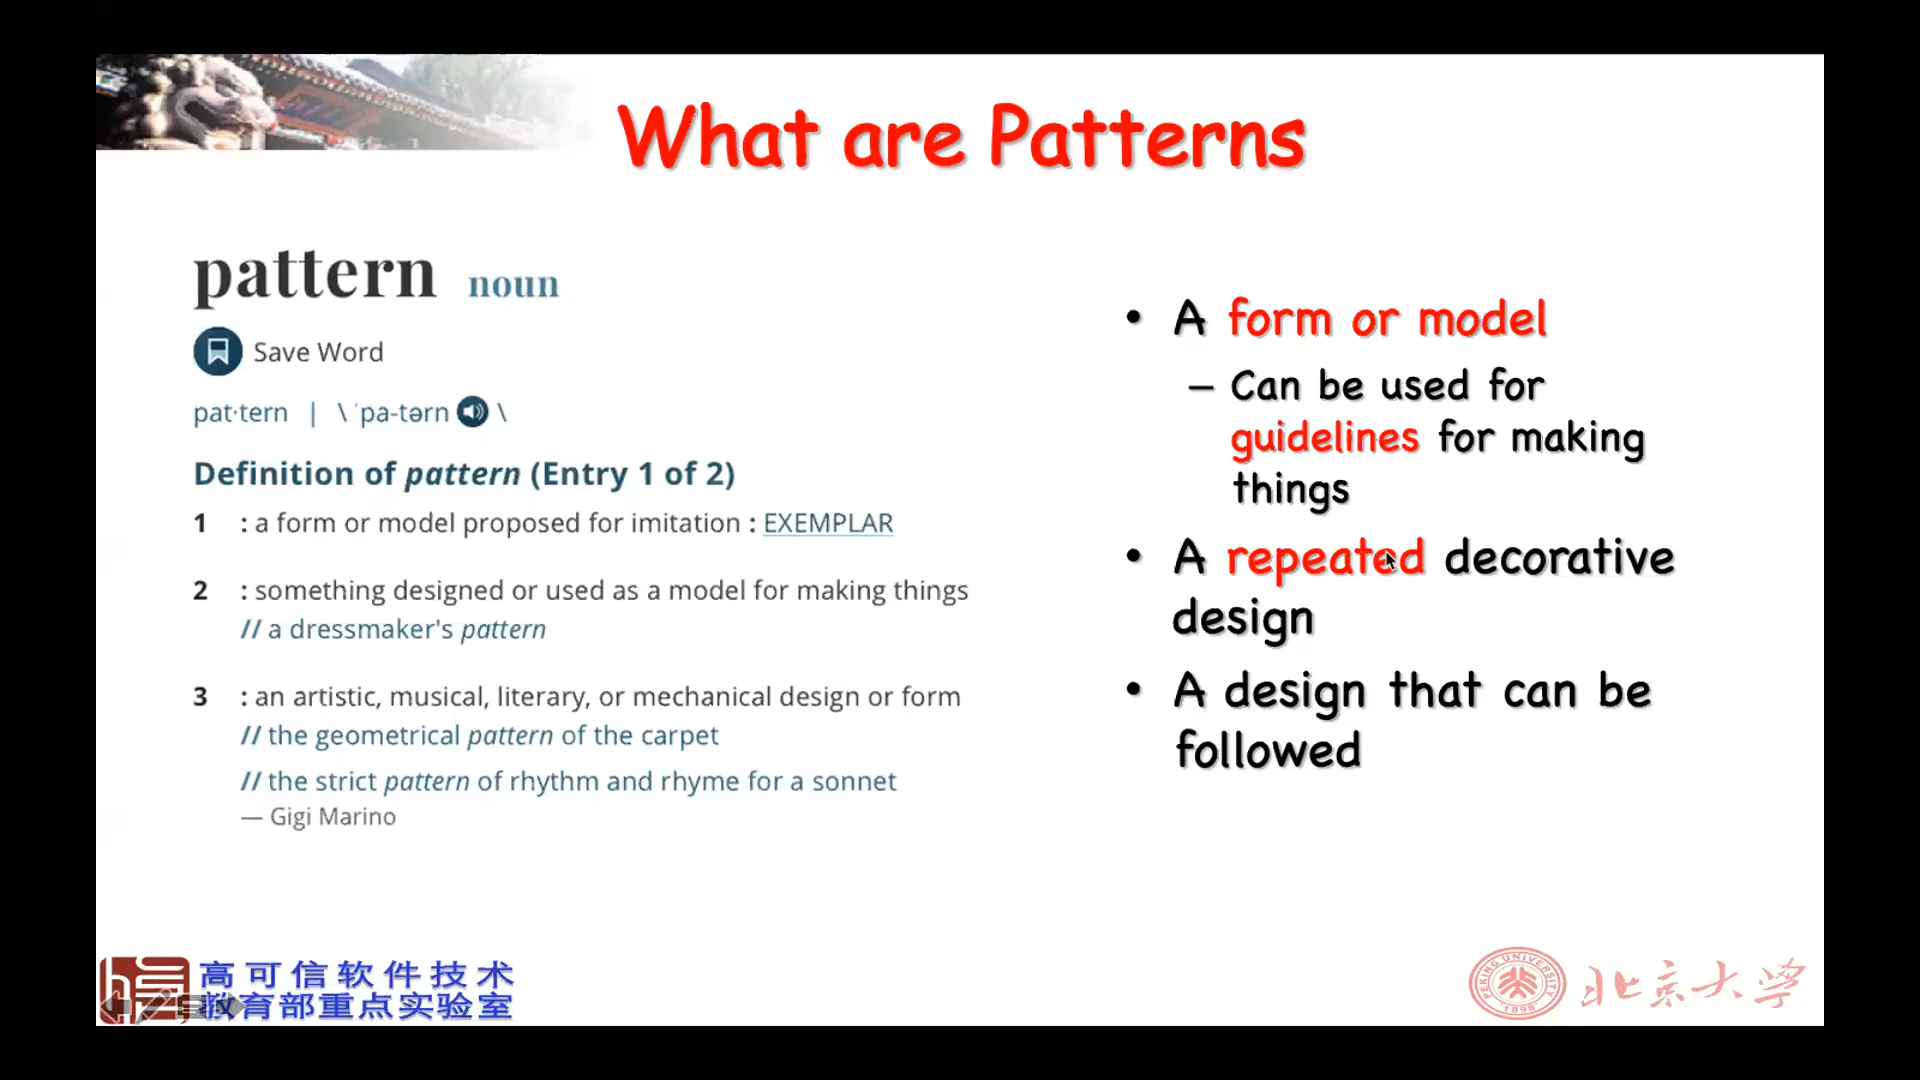 What are Patterns
pattern noun
Save Word
pat·tern | \ ˈpa-tərn \
Definition of pattern (Entry 1 of 2)
1 : a form or model proposed for imitation : EXEMPLAR
2 : something designed or used as a model for making things
// a dressmaker's pattern
3 : an artistic, musical, literary, or mechanical design or form
// the geometrical pattern of the carpet
// the strict pattern of rhythm and rhyme for a sonnet
— Gigi Marino
• A form or model
– Can be used for
guidelines for making
things
• A repeated decorative
design
• A design that can be
followed
高可信软件技术
教育部重点实验室
PEKING UNIVERSITY
1898
北京大学